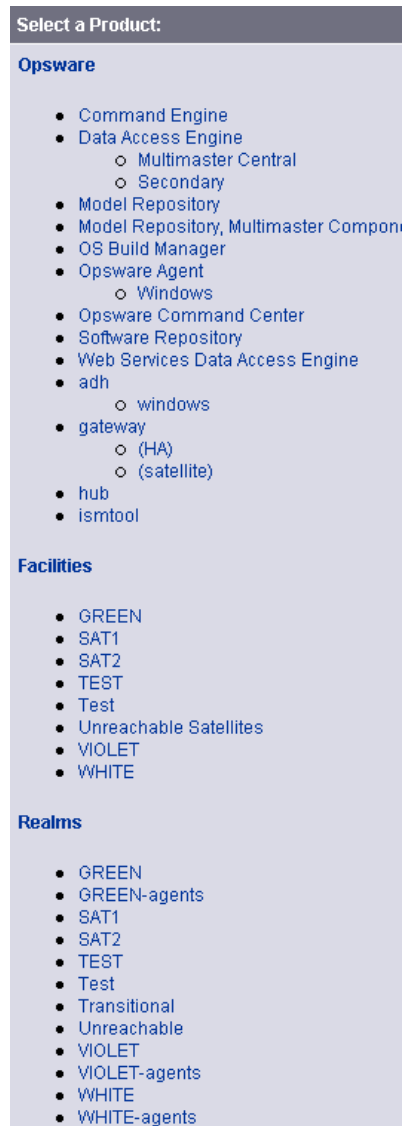 Select a Product:
Opsware
Command Engine
Data Access Engine
Multimaster Central
Secondary
Model Repository
Model Repository, Multimaster
OS Build Manager
Opsware Agent
Windows
Opsware Command Center
Software Repository
Web Services Data Access Engine
adh
windows
gateway
(HA)
(satellite)
hub
ismtool
Facilities
GREEN
SAT1
SAT2
TEST
Test
Unreachable Satellites
VIOLET
WHITE
Realms
GREEN
GREEN-agents
SAT1
SAT2
TEST
Test
Transitional
Unreachable
VIOLET
VIOLET-agents
WHITE
WHITE-agents